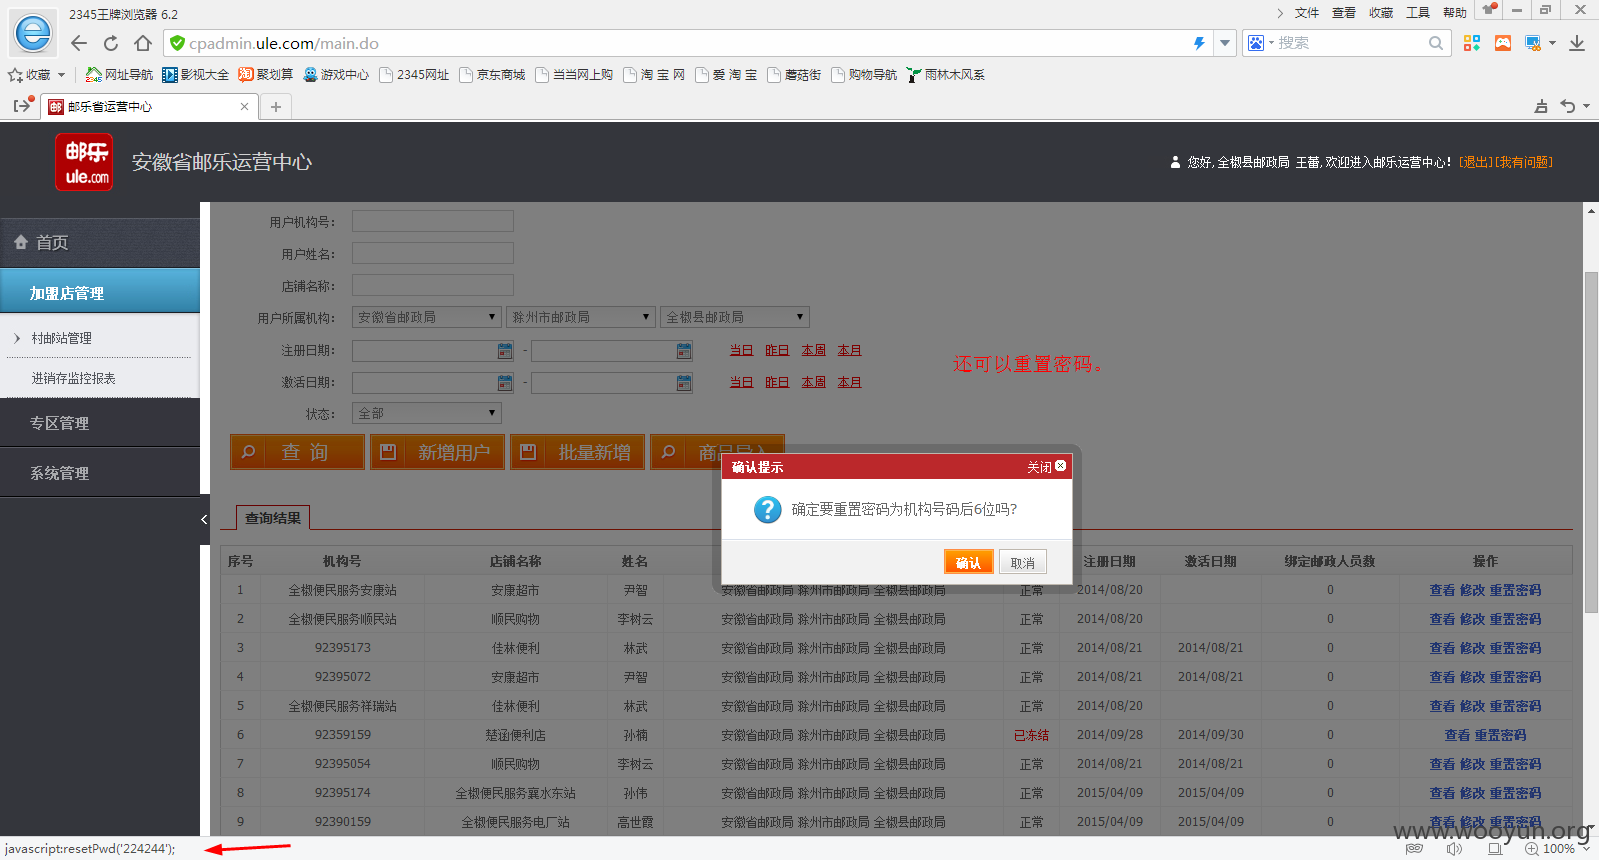 2345王牌浏览器 6.2
文件 查看 收藏 工具 帮助
cpadmin.ule.com/main.do
搜索
收藏 网址导航 影视大全 聚划算 游戏中心 2345网址 京东商城 当当网上购 淘 宝 网 爱 淘 宝 蘑菇街 购物导航 雨林木风系
邮乐省运营中心
邮乐
ule.com
安徽省邮乐运营中心
您好, 全椒县邮政局 王蕾, 欢迎进入邮乐运营中心! [退出][我有问题]
首页
加盟店管理
村邮站管理
进销存监控报表
专区管理
系统管理
用户机构号:
用户姓名:
店铺名称:
用户所属机构: 安徽省邮政局 滁州市邮政局 全椒县邮政局
注册日期: - 当日 昨日 本周 本月
激活日期: - 当日 昨日 本周 本月
状态: 全部
还可以重置密码。
查 询 新增用户 批量新增 商品导入
确认提示 关闭
确定要重置密码为机构号码后6位吗?
确认 取消
查询结果
序号 机构号 店铺名称 姓名 注册日期 激活日期 绑定邮政人员数 操作
1 全椒便民服务安康站 安康超市 尹智 安徽省邮政局 滁州市邮政局 全椒县邮政局 正常 2014/08/20 0 查看 修改 重置密码
2 全椒便民服务顺民站 顺民购物 李树云 安徽省邮政局 滁州市邮政局 全椒县邮政局 正常 2014/08/20 0 查看 修改 重置密码
3 92395173 佳林便利 林武 安徽省邮政局 滁州市邮政局 全椒县邮政局 正常 2014/08/21 2014/08/21 0 查看 修改 重置密码
4 92395072 安康超市 尹智 安徽省邮政局 滁州市邮政局 全椒县邮政局 正常 2014/08/21 2014/08/21 0 查看 修改 重置密码
5 全椒便民服务祥瑞站 佳林便利 林武 安徽省邮政局 滁州市邮政局 全椒县邮政局 正常 2014/08/20 0 查看 修改 重置密码
6 92359159 楚涵便利店 孙楠 安徽省邮政局 滁州市邮政局 全椒县邮政局 已冻结 2014/09/28 2014/09/30 0 查看 重置密码
7 92395054 顺民购物 李树云 安徽省邮政局 滁州市邮政局 全椒县邮政局 正常 2014/08/21 2014/08/21 0 查看 修改 重置密码
8 92395174 全椒便民服务襄水东站 孙伟 安徽省邮政局 滁州市邮政局 全椒县邮政局 正常 2015/04/09 2015/04/09 0 查看 修改 重置密码
9 92390159 全椒便民服务电厂站 高世霞 安徽省邮政局 滁州市邮政局 全椒县邮政局 正常 2015/04/09 2015/04/09 0 查看 修改 重置密码
www.wooyun.org
javascript:resetPwd('224244');
100%